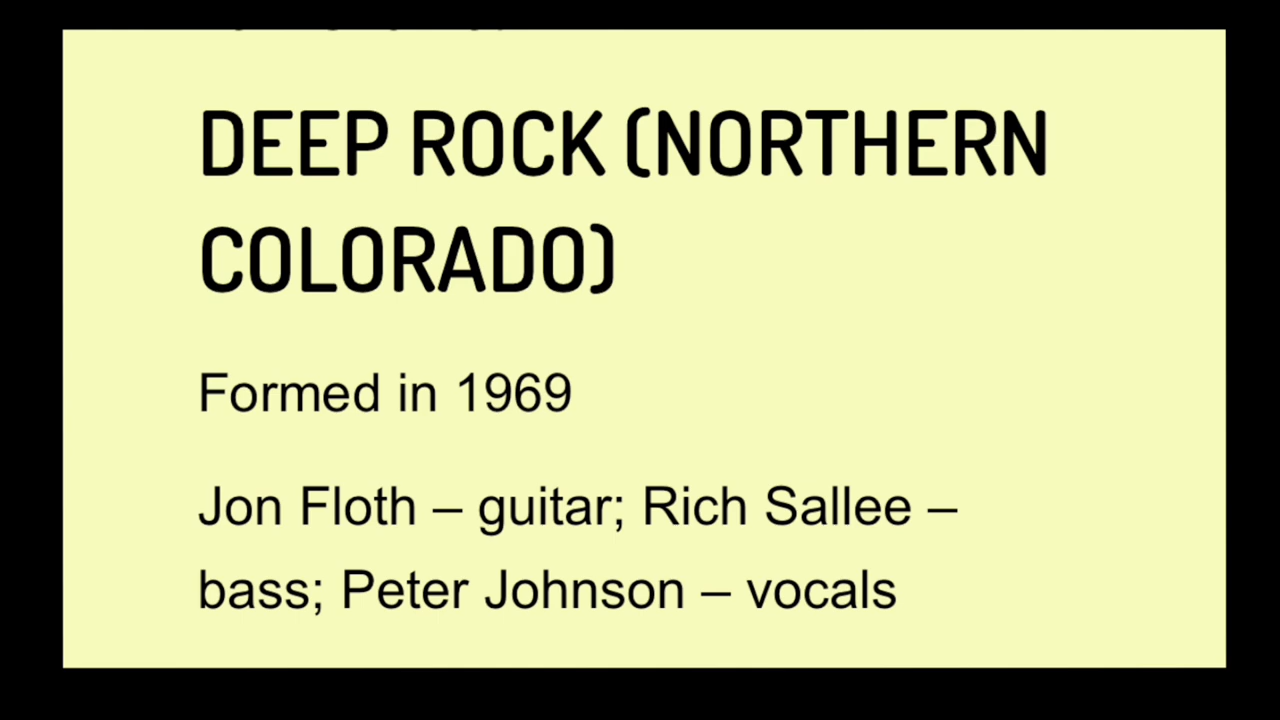 DEEP ROCK (NORTHERN
COLORADO)
Formed in 1969
Jon Floth – guitar; Rich Sallee –
bass; Peter Johnson – vocals